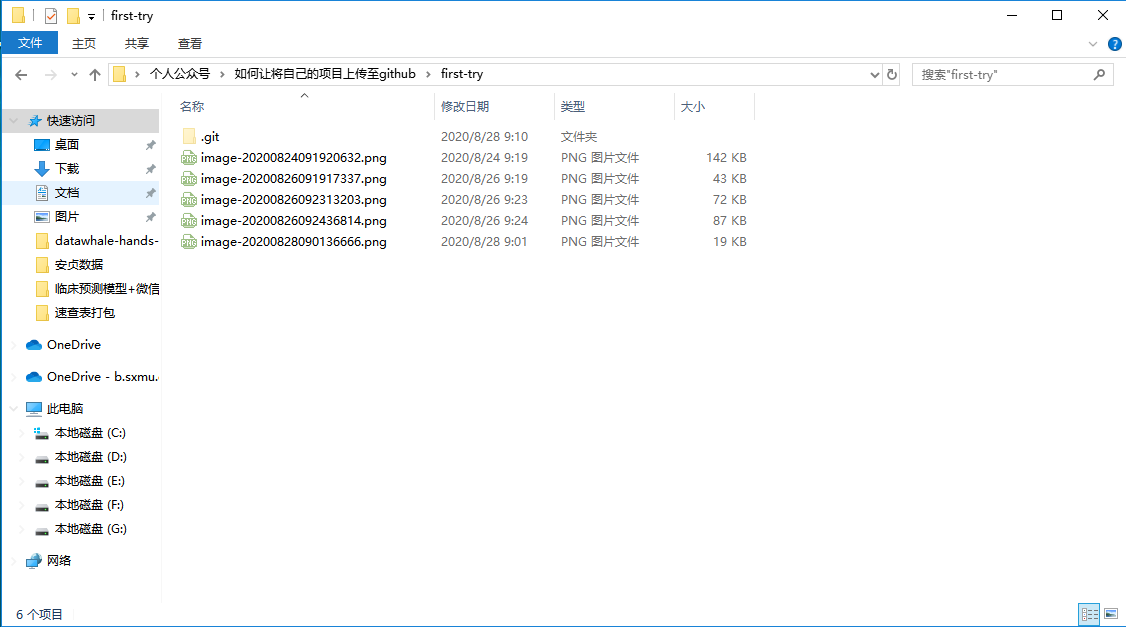 first-try
文件 主页 共享 查看
个人公众号 如何让将自己的项目上传至github first-try 搜索"first-try"
名称 修改日期 类型 大小
.git 2020/8/28 9:10 文件夹
PNG image-20200824091920632.png 2020/8/24 9:19 PNG 图片文件 142 KB
PNG image-20200826091917337.png 2020/8/26 9:19 PNG 图片文件 43 KB
PNG image-20200826092313203.png 2020/8/26 9:23 PNG 图片文件 72 KB
PNG image-20200826092436814.png 2020/8/26 9:24 PNG 图片文件 87 KB
PNG image-20200828090136666.png 2020/8/28 9:01 PNG 图片文件 19 KB
快速访问
桌面
下载
文档
图片
datawhale-hands-
安贞数据
临床预测模型+微信
速查表打包
OneDrive
OneDrive - b.sxmu.
此电脑
本地磁盘 (C:)
本地磁盘 (D:)
本地磁盘 (E:)
本地磁盘 (F:)
本地磁盘 (G:)
网络
6 个项目